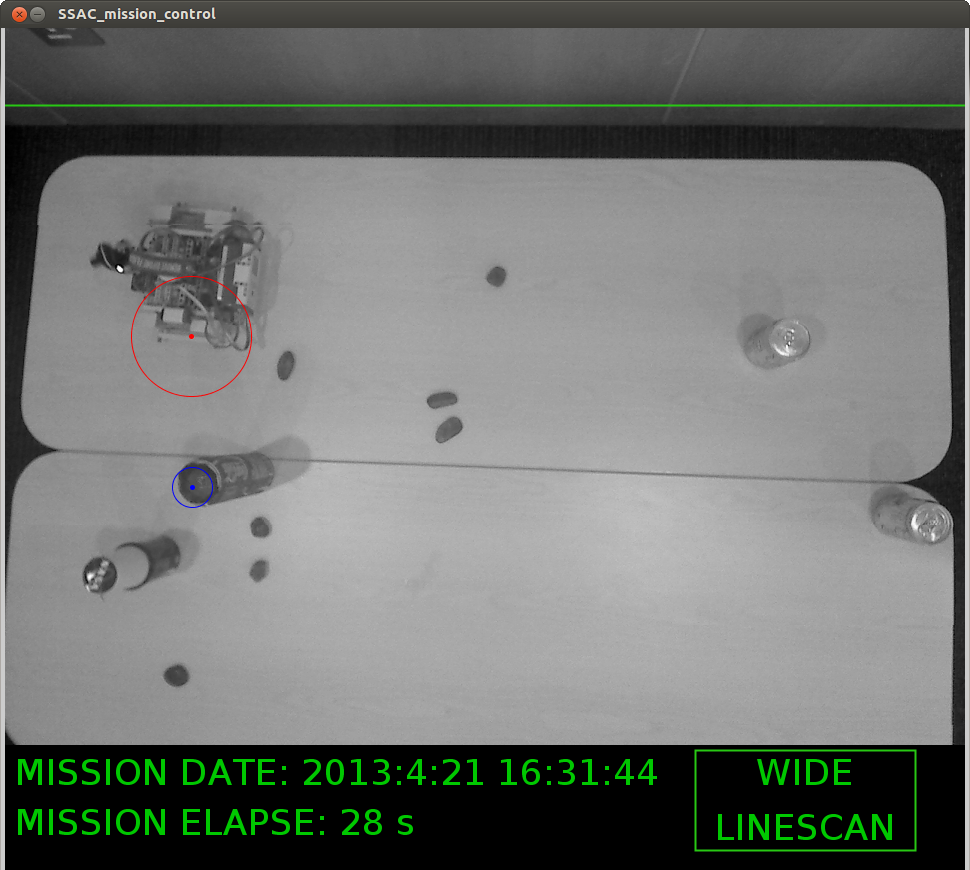 SSAC_mission_control
MISSION DATE: 2013:4:21 16:31:44
MISSION ELAPSE: 28 s
WIDE
LINESCAN